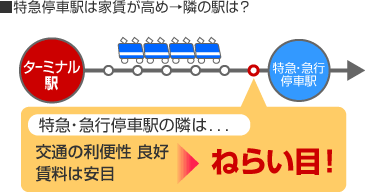 ■特急停車駅は家賃が高め→隣の駅は?
ターミナル
駅
特急・急行
停車駅
特急・急行停車駅の隣は...
交通の利便性 良好
賃料は安目
ねらい目!